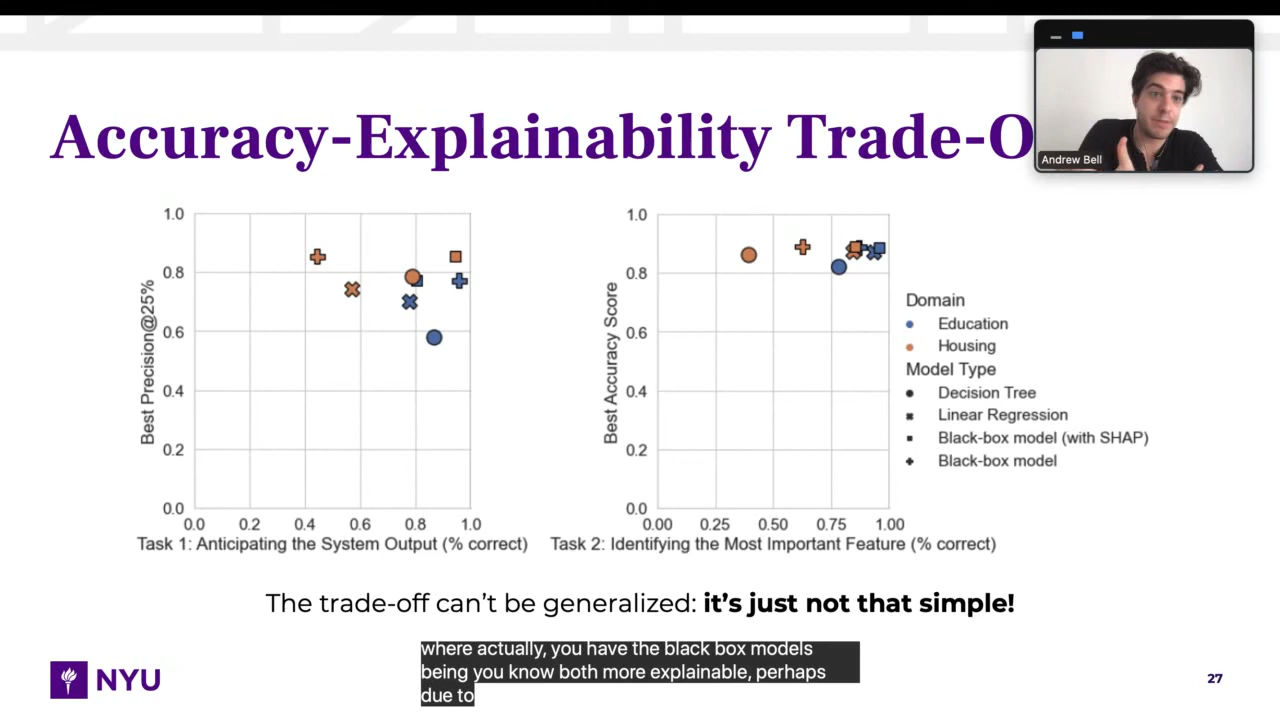 Andrew Bell
Accuracy-Explainability Trade-O
1.0
0.8
0.6
0.4
0.2
0.0
Best Precision@25%
0.0 0.2 0.4 0.6 0.8 1.0
Task 1: Anticipating the System Output (% correct)
1.0
0.8
0.6
0.4
0.2
0.0
Best Accuracy Score
0.00 0.25 0.50 0.75 1.00
Task 2: Identifying the Most Important Feature (% correct)
Domain
Education
Housing
Model Type
Decision Tree
Linear Regression
Black-box model (with SHAP)
Black-box model
The trade-off can’t be generalized: it’s just not that simple!
where actually, you have the black box models
being you know both more explainable, perhaps
due to
NYU
27